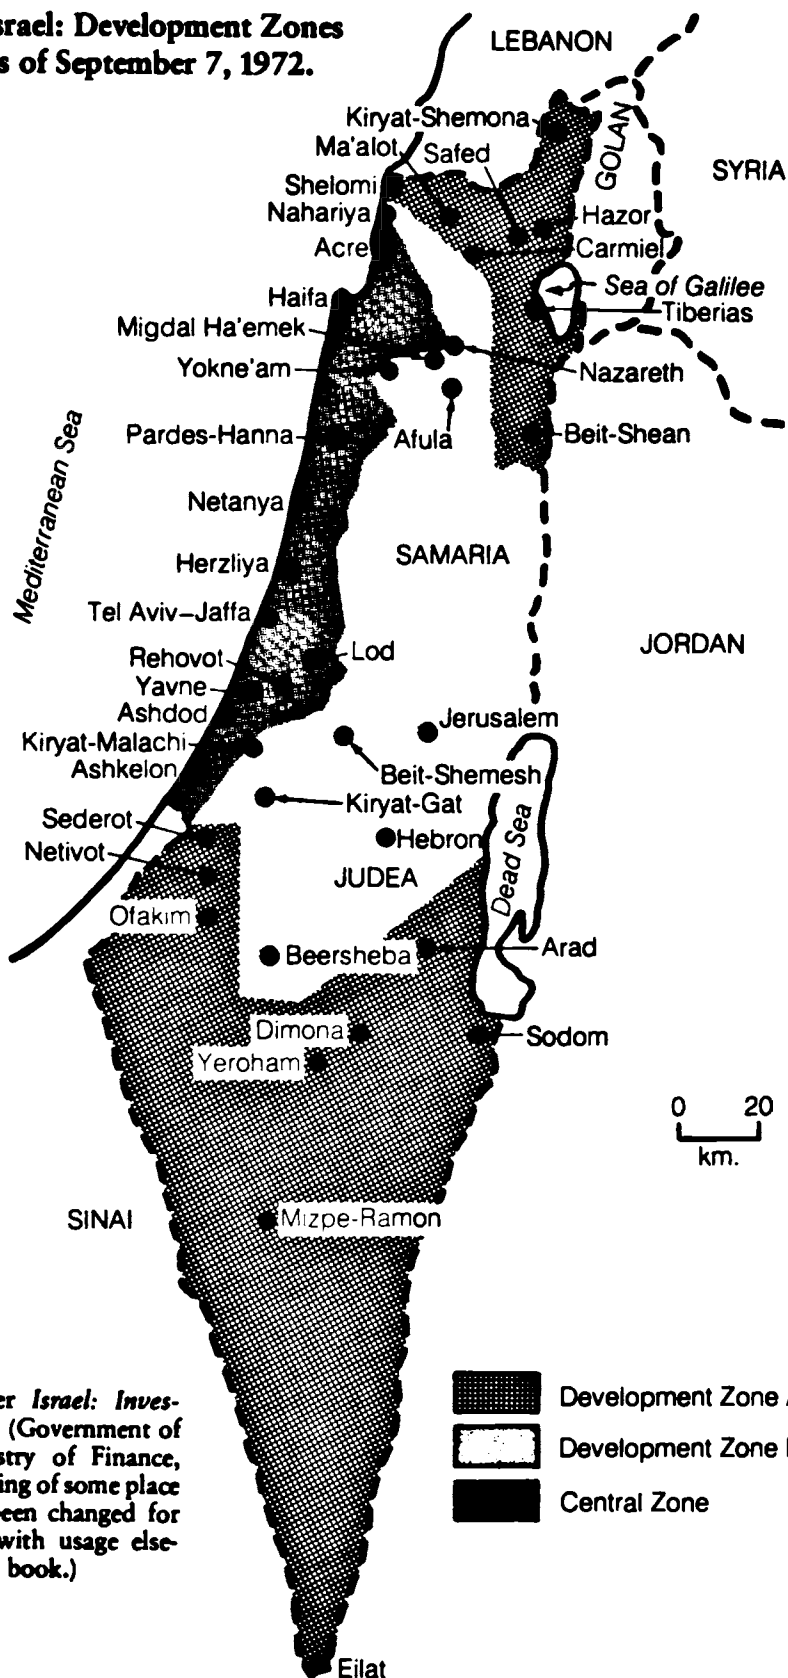 srael: Development Zones
s of September 7, 1972.
LEBANON
Kiryat-Shemona
Ma'alot
Safed
GOLAN
SYRIA
Shelomi
Nahariya
Hazor
Acre
Carmiel
Haifa
Sea of Galilee
Tiberias
Migdal Ha'emek
Yokne'am
Nazareth
Mediterranean Sea
Pardes-Hanna
Afula
Beit-Shean
Netanya
SAMARIA
Herzliya
Tel Aviv–Jaffa
JORDAN
Rehovot
Lod
Yavne
Ashdod
Jerusalem
Kiryat-Malachi
Ashkelon
Beit-Shemesh
Kiryat-Gat
Sederot
Hebron
Dead Sea
Netivot
JUDEA
Ofakim
Beersheba
Arad
Dimona
Sodom
Yeroham
0 20
km.
SINAI
Mizpe-Ramon
er Israel: Inves-
(Government of
stry of Finance,
ing of some place
een changed for
with usage else-
book.)
Development Zone
Development Zone
Central Zone
Eilat